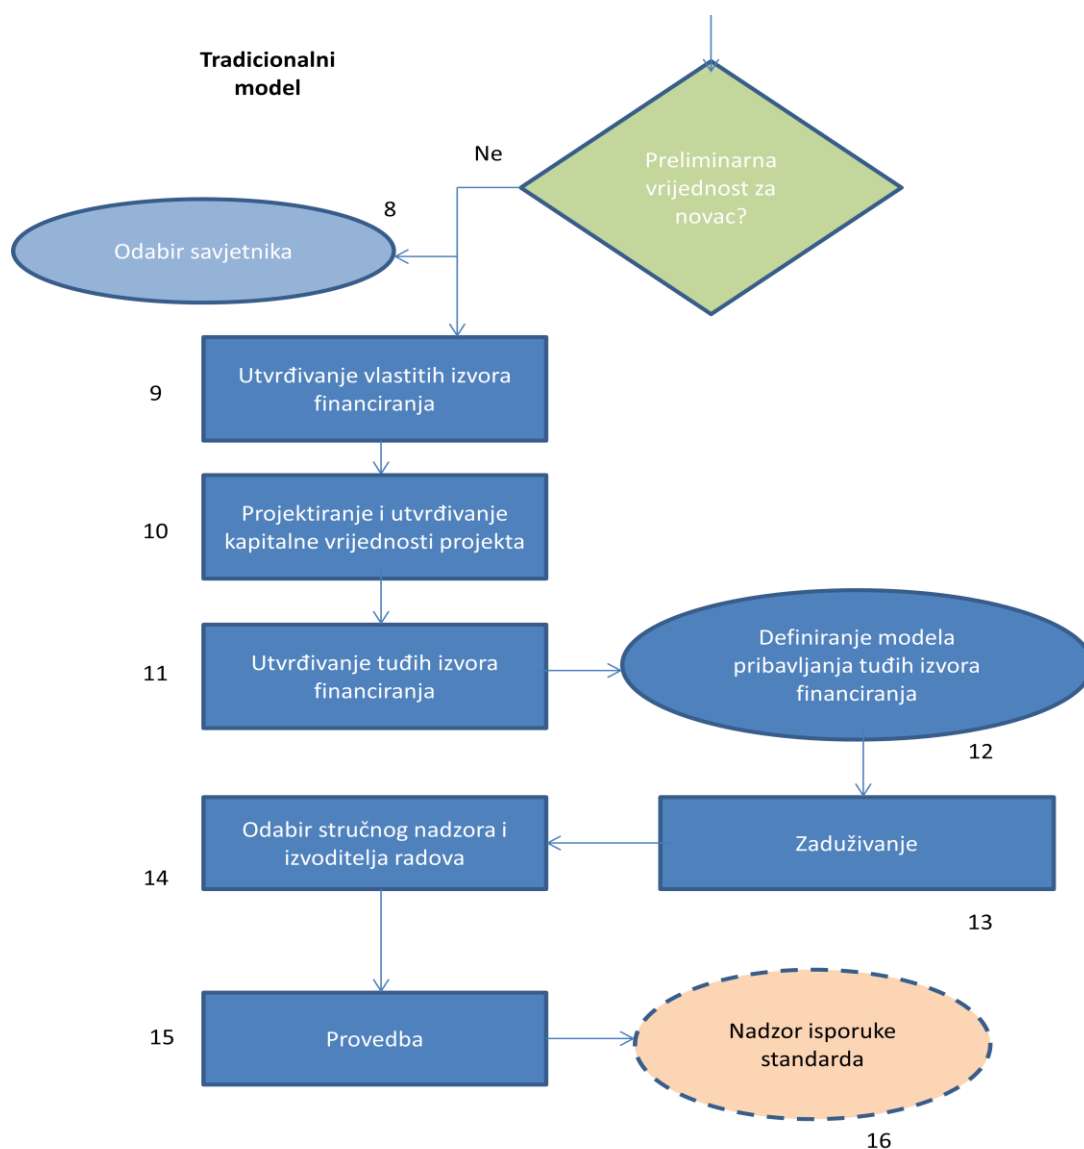 Tradicionalni
model
Ne
Preliminarna
vrijednost za
novac?
8
Odabir savjetnika
9
Utvrđivanje vlastitih izvora
financiranja
10
Projektiranje i utvrđivanje
kapitalne vrijednosti projekta
11
Utvrđivanje tuđih izvora
financiranja
Definiranje modela
pribavljanja tuđih izvora
financiranja
12
Odabir stručnog nadzora i
izvoditelja radova
14
Zaduživanje
13
15
Provedba
Nadzor isporuke
standarda
16